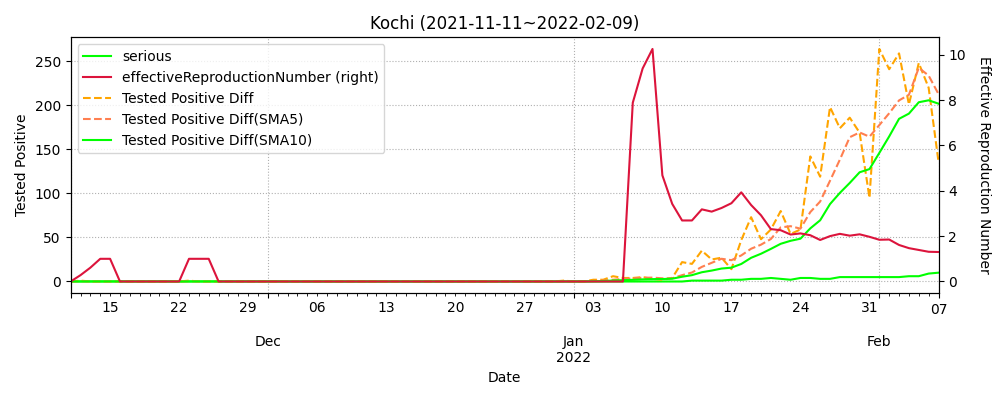 Kochi (2021-11-11~2022-02-09)
serious
effectiveReproductionNumber (right)
Tested Positive Diff
Tested Positive Diff(SMA5)
Tested Positive Diff(SMA10)
250
200
150
100
50
0
Tested Positive
10
8
6
4
2
0
Effective Reproduction Number
15 22 29 06 13 20 27 03 10 17 24 31 07
Dec Jan Feb
2022
Date